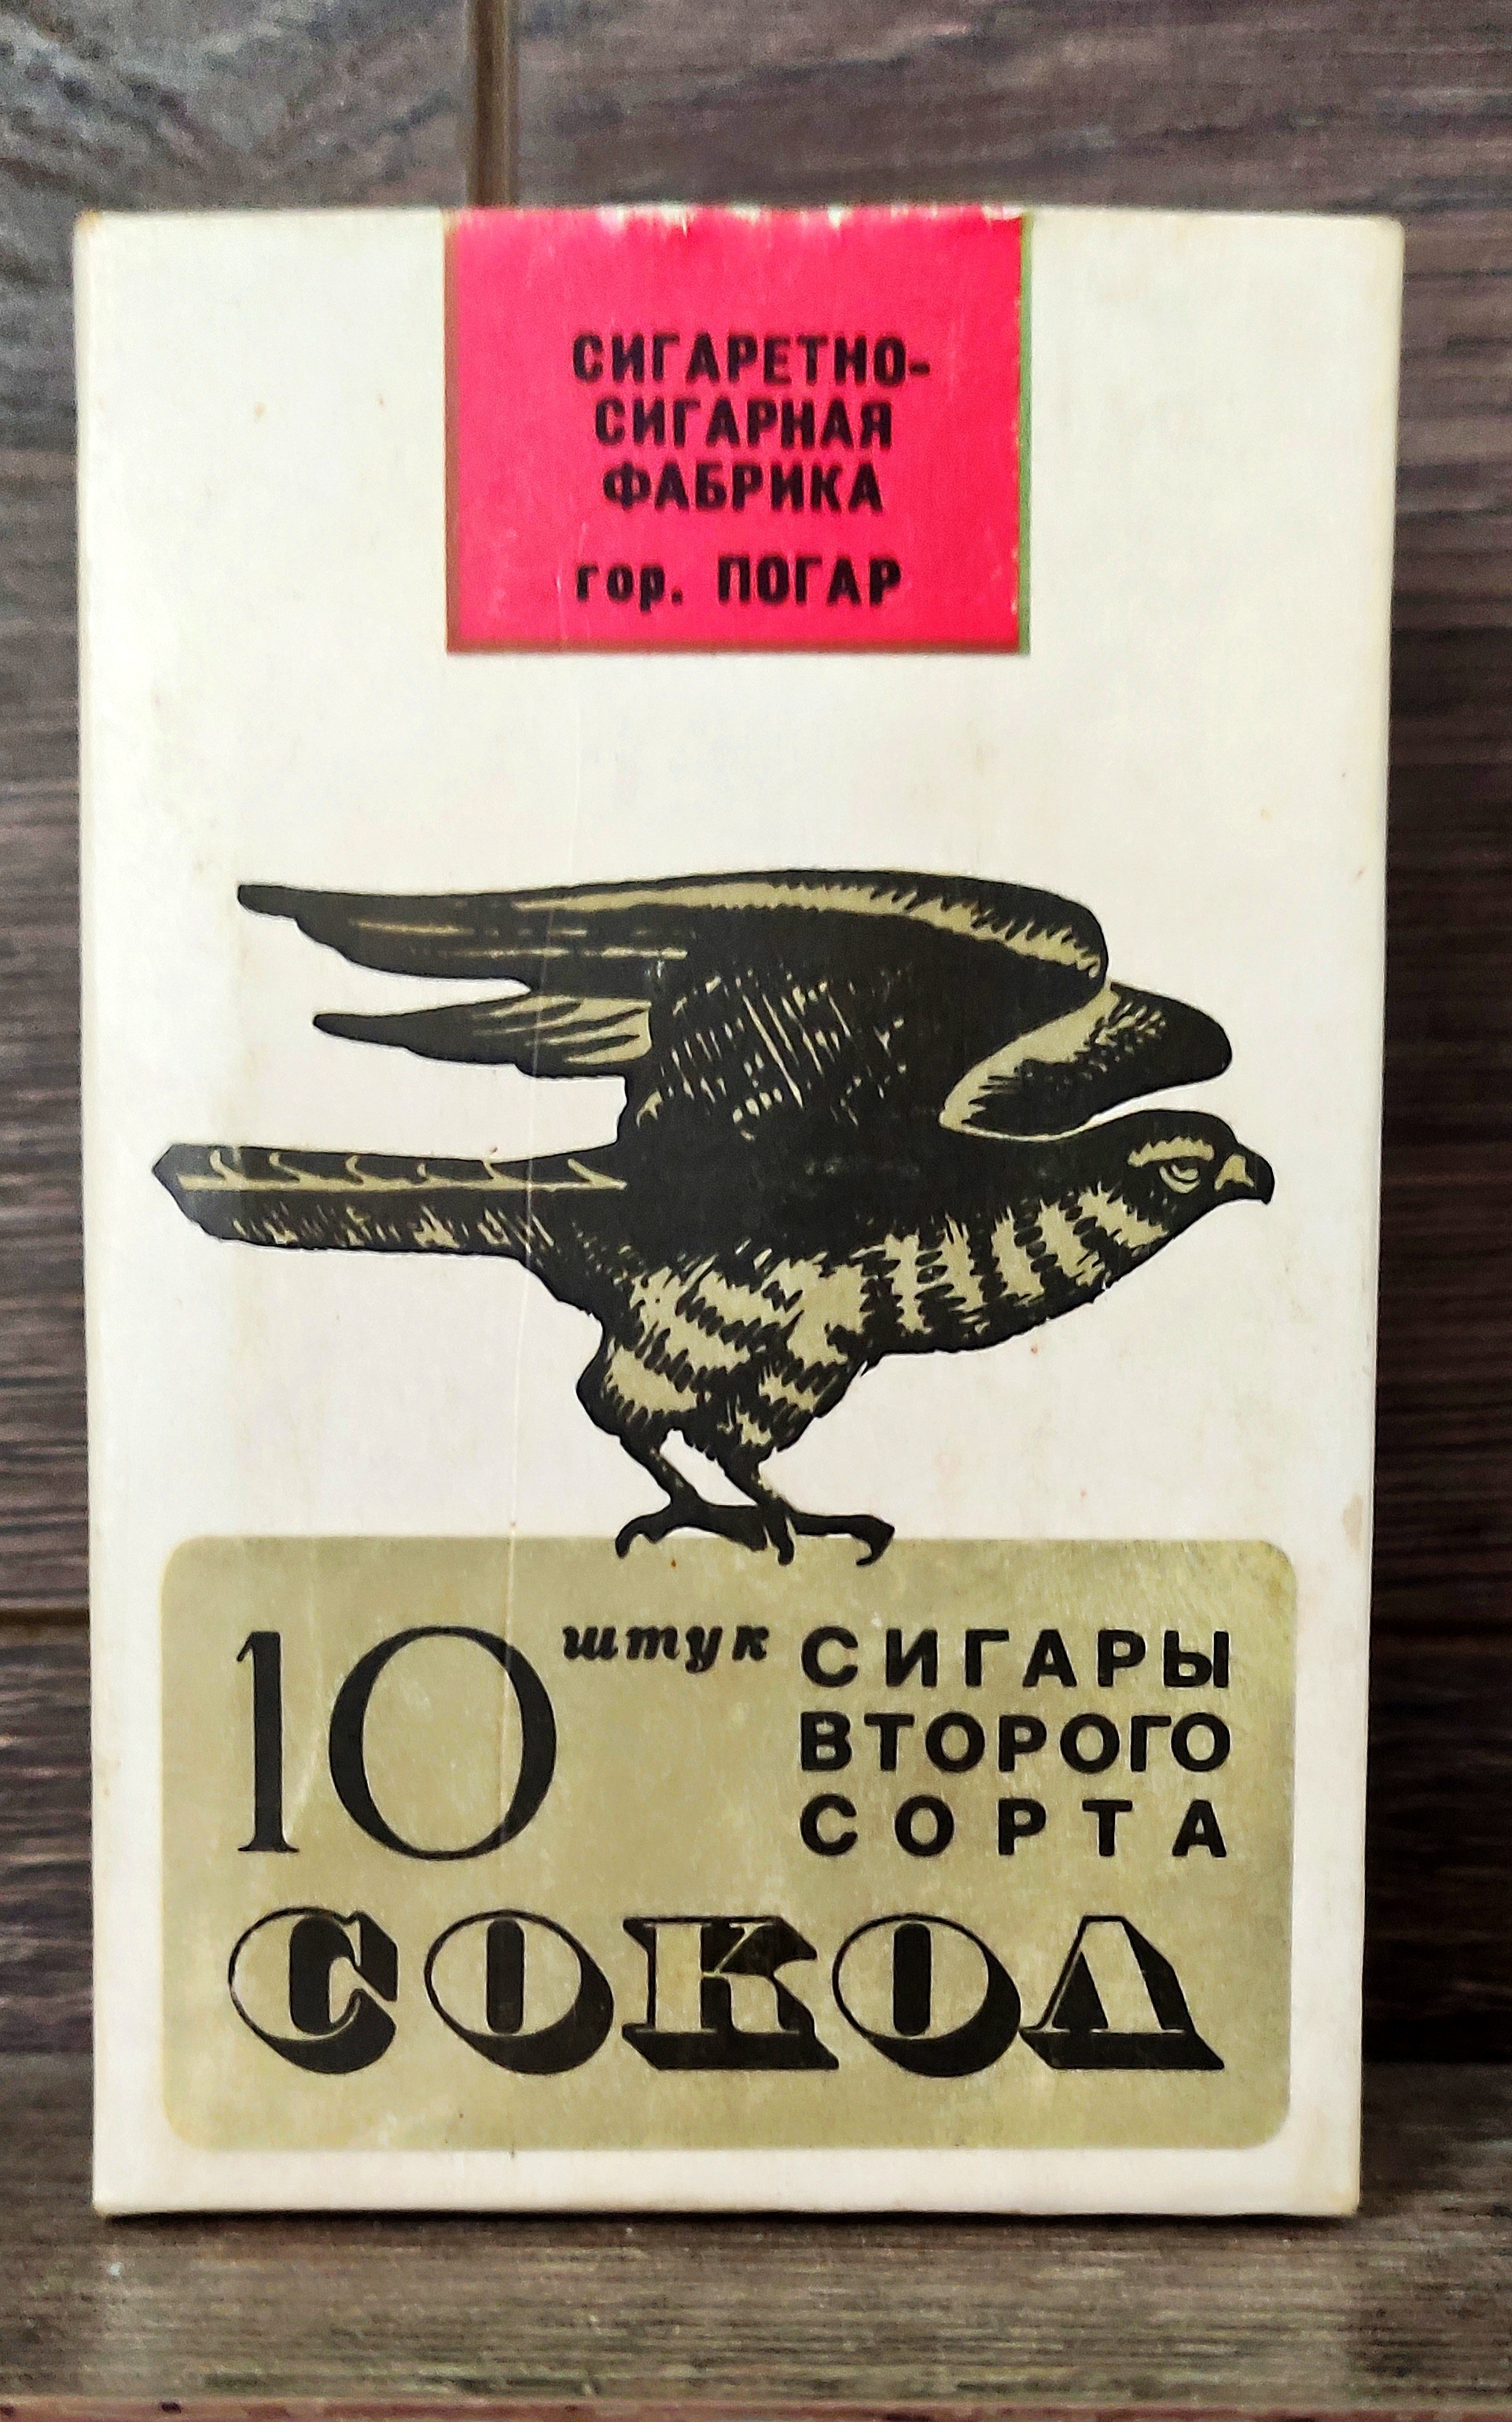 СИГАРЕТНО-
СИГАРНАЯ
ФАБРИКА
гор. ПОГАР
10 штук
СИГАРЫ
ВТОРОГО
СОРТА
СОКОЛ